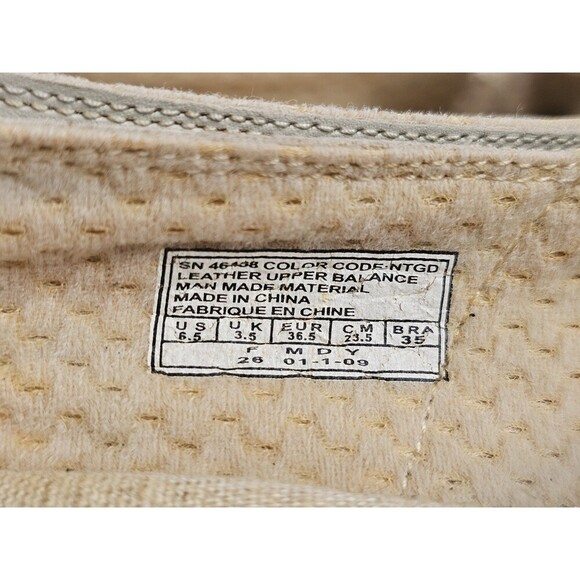 SN 46438 COLOR CODE:NTGD
LEATHER UPPER BALANCE
MAN MADE MATERIAL
MADE IN CHINA
FABRIQUE EN CHINE
US UK EUR CM BRA
6.5 3.5 36.5 23.5 35
F M D Y
26 01-1-09